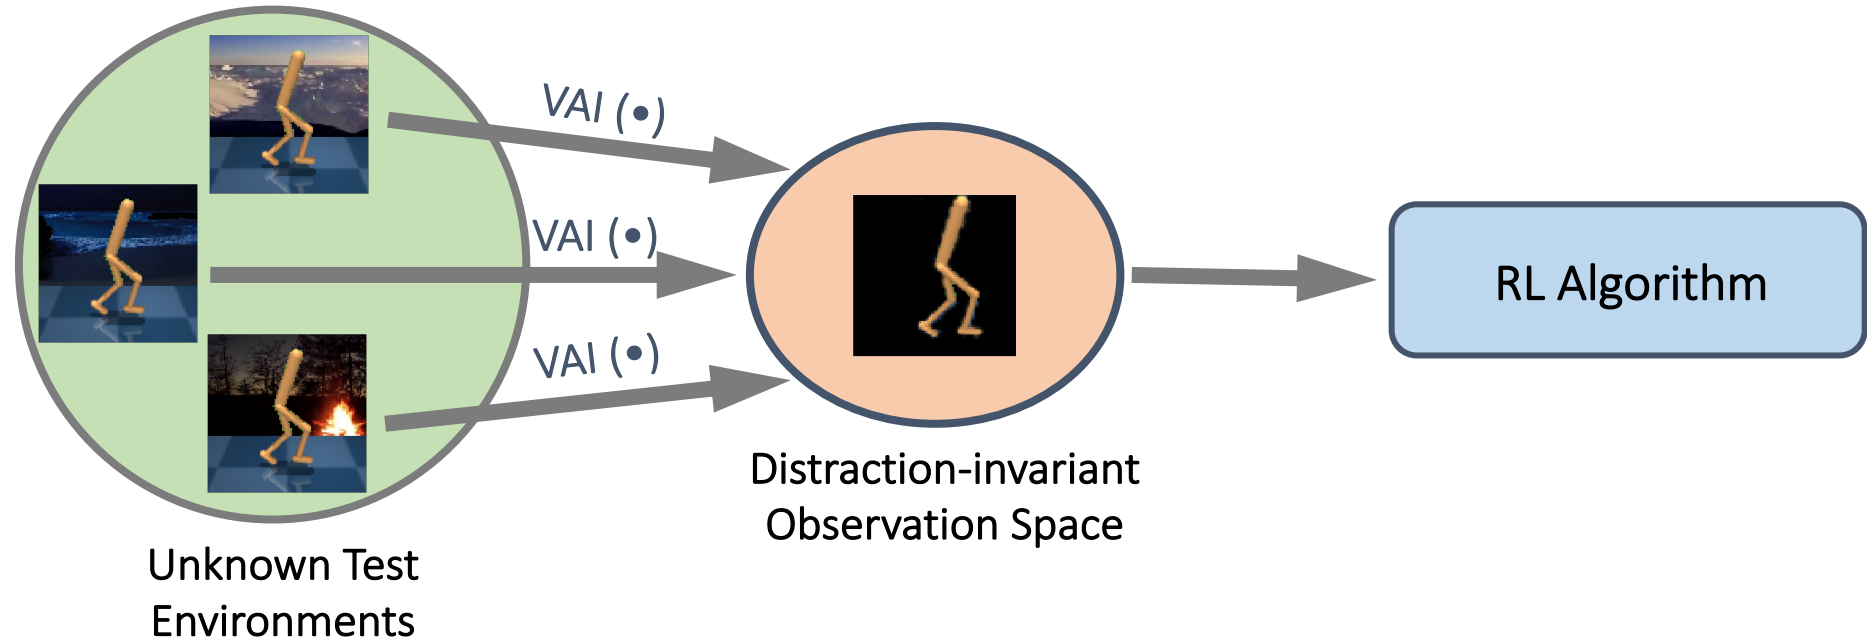 VAI (•)
VAI (•)
VAI (•)
Unknown Test
Environments
Distraction-invariant
Observation Space
RL Algorithm